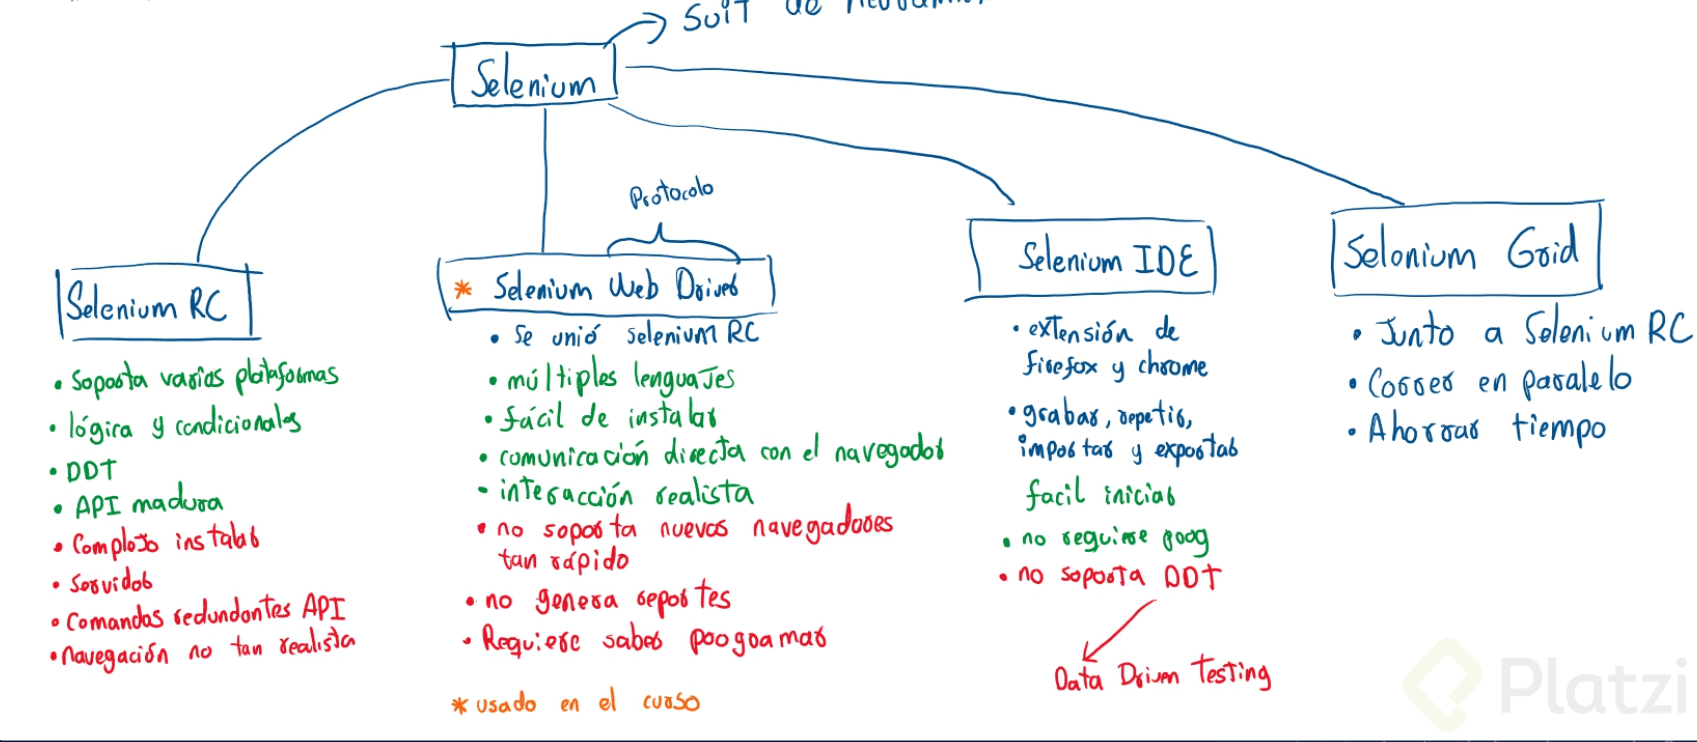 SUIT de
Selenium
Protocolo
Selenium RC
• Soporta varias plataformas
• lógica y condicionales
• DDT
• API madura
• Complejo instalar
• Servidor
• Comandos redundantes API
• navegación no tan realista
* Selenium Web Driver
• Se unió selenium RC
• múltiples lenguajes
• fácil de instalar
• comunicación directa con el navegador
• interacción realista
• no soporta nuevos navegadores
tan rápido
• no genera reportes
• Requiere saber programar
* usado en el curso
Selenium IDE
• extensión de
firefox y chrome
• grabar, repetir,
importar y exportar
facil iniciar
• no requiere prog
• no soporta DDT
Data Driven Testing
Selenium Grid
• Junto a Selenium RC
• Correr en paralelo
• Ahorrar tiempo
Platzi